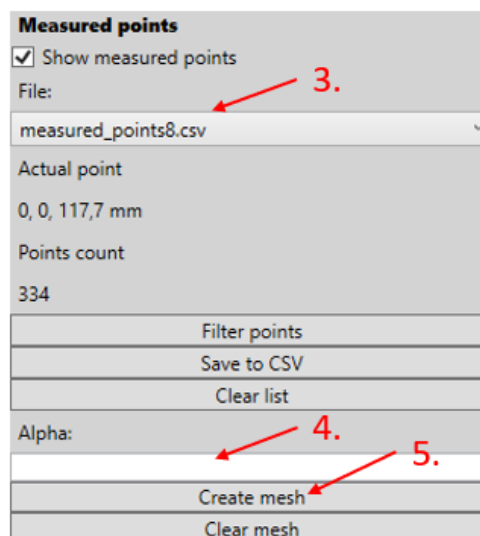 Measured points
Show measured points
3.
File:
measured_points8.csv
Actual point
0, 0, 117,7 mm
Points count
334
Filter points
Save to CSV
Clear list
Alpha:
4.
5.
Create mesh
Clear mesh